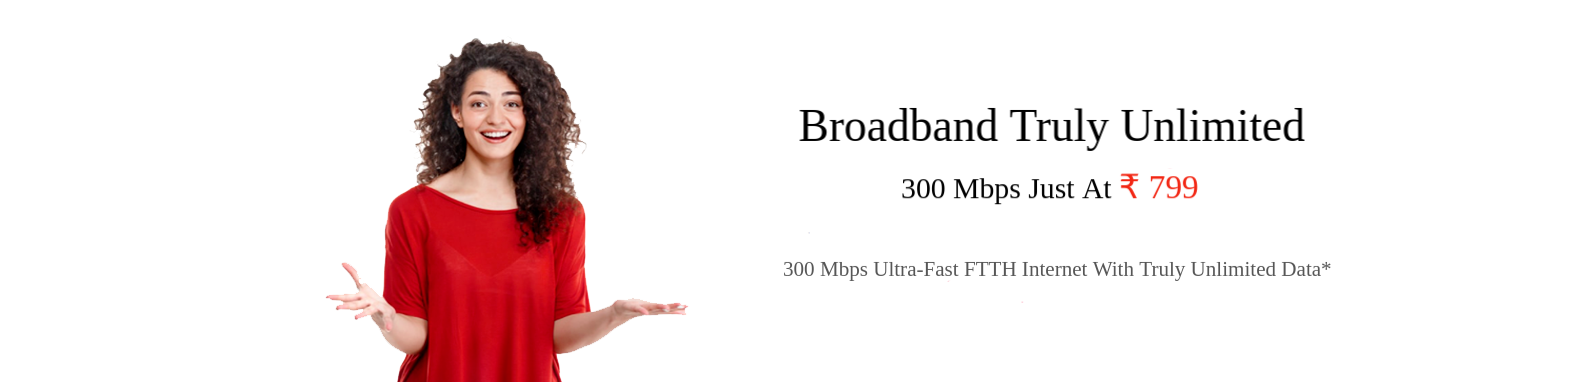 Broadband Truly Unlimited
300 Mbps Just At ₹ 799
300 Mbps Ultra-Fast FTTH Internet With Truly Unlimited Data*